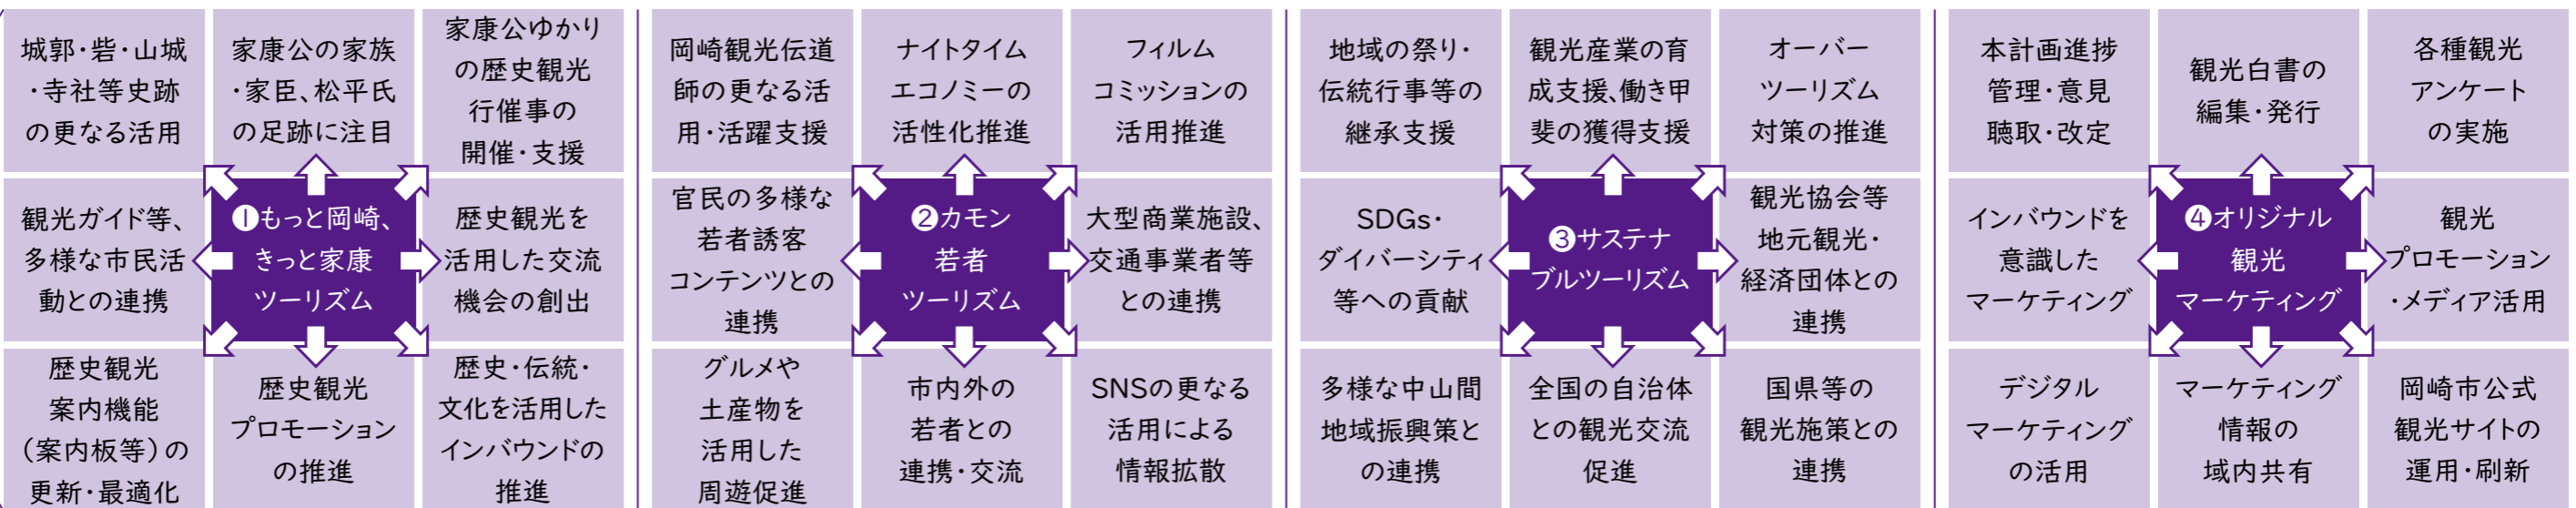 城郭・砦・山城
・寺社等史跡
の更なる活用
家康公の家族
・家臣、松平氏
の足跡に注目
家康公ゆかり
の歴史観光
行催事の
開催・支援
観光ガイド等、
多様な市民活
動との連携
❶もっと岡崎、
きっと家康
ツーリズム
歴史観光を
活用した交流
機会の創出
歴史観光
案内機能
（案内板等）の
更新・最適化
歴史観光
プロモーション
の推進
歴史・伝統・
文化を活用した
インバウンドの
推進
岡崎観光伝道
師の更なる活
用・活躍支援
ナイトタイム
エコノミーの
活性化推進
フィルム
コミッションの
活用推進
官民の多様な
若者誘客
コンテンツとの
連携
❷カモン
若者
ツーリズム
大型商業施設、
交通事業者等
との連携
グルメや
土産物を
活用した
周遊促進
市内外の
若者との
連携・交流
SNSの更なる
活用による
情報拡散
地域の祭り・
伝統行事等の
継承支援
観光産業の育
成支援、働き甲
斐の獲得支援
オーバー
ツーリズム
対策の推進
SDGs・
ダイバーシティ
等への貢献
❸サステナ
ブルツーリズム
観光協会等
地元観光・
経済団体との
連携
多様な中山間
地域振興策と
の連携
全国の自治体
との観光交流
促進
国県等の
観光施策との
連携
本計画進捗
管理・意見
聴取・改定
観光白書の
編集・発行
各種観光
アンケート
の実施
インバウンドを
意識した
マーケティング
❹オリジナル
観光
マーケティング
観光
プロモーション
・メディア活用
デジタル
マーケティング
の活用
マーケティング
情報の
域内共有
岡崎市公式
観光サイトの
運用・刷新